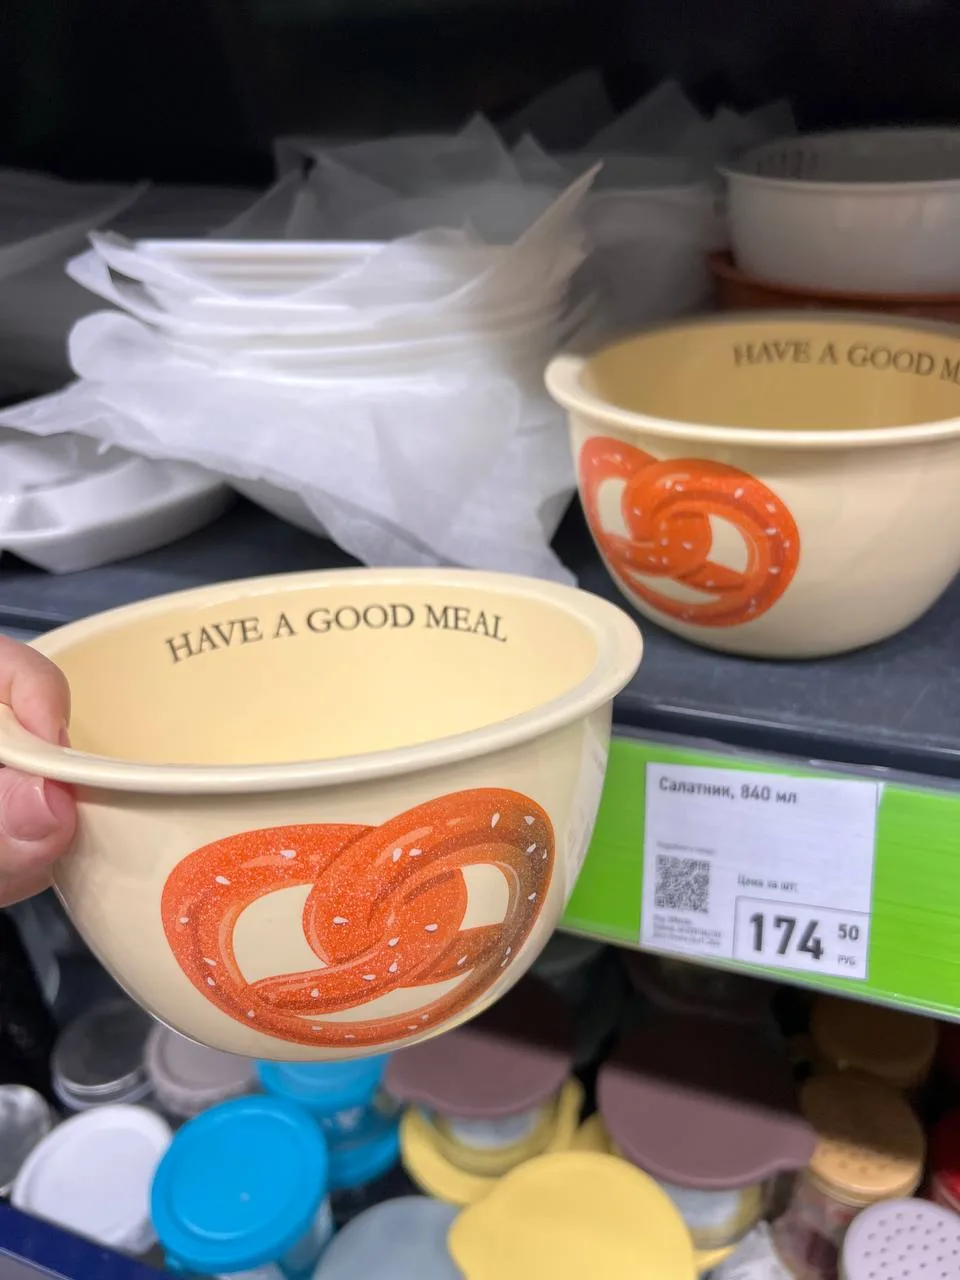 HAVE A GOOD M
HAVE A GOOD MEAL
Салатник, 840 мл
Цена за шт:
174 50
РУБ